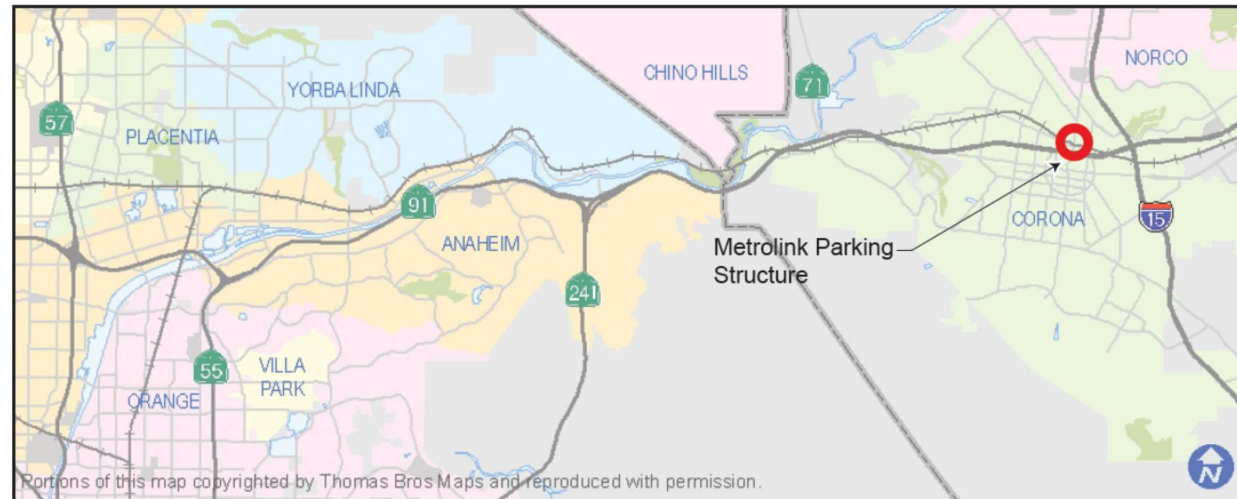 CHINO HILLS
NORCO
71
YORBA LINDA
57
PLACENTIA
91
ANAHEIM
CORONA
15
Metrolink Parking
Structure
241
55
VILLA
PARK
ORANGE
Portions of this map copyrighted by Thomas Bros Maps and reproduced with permission.
N